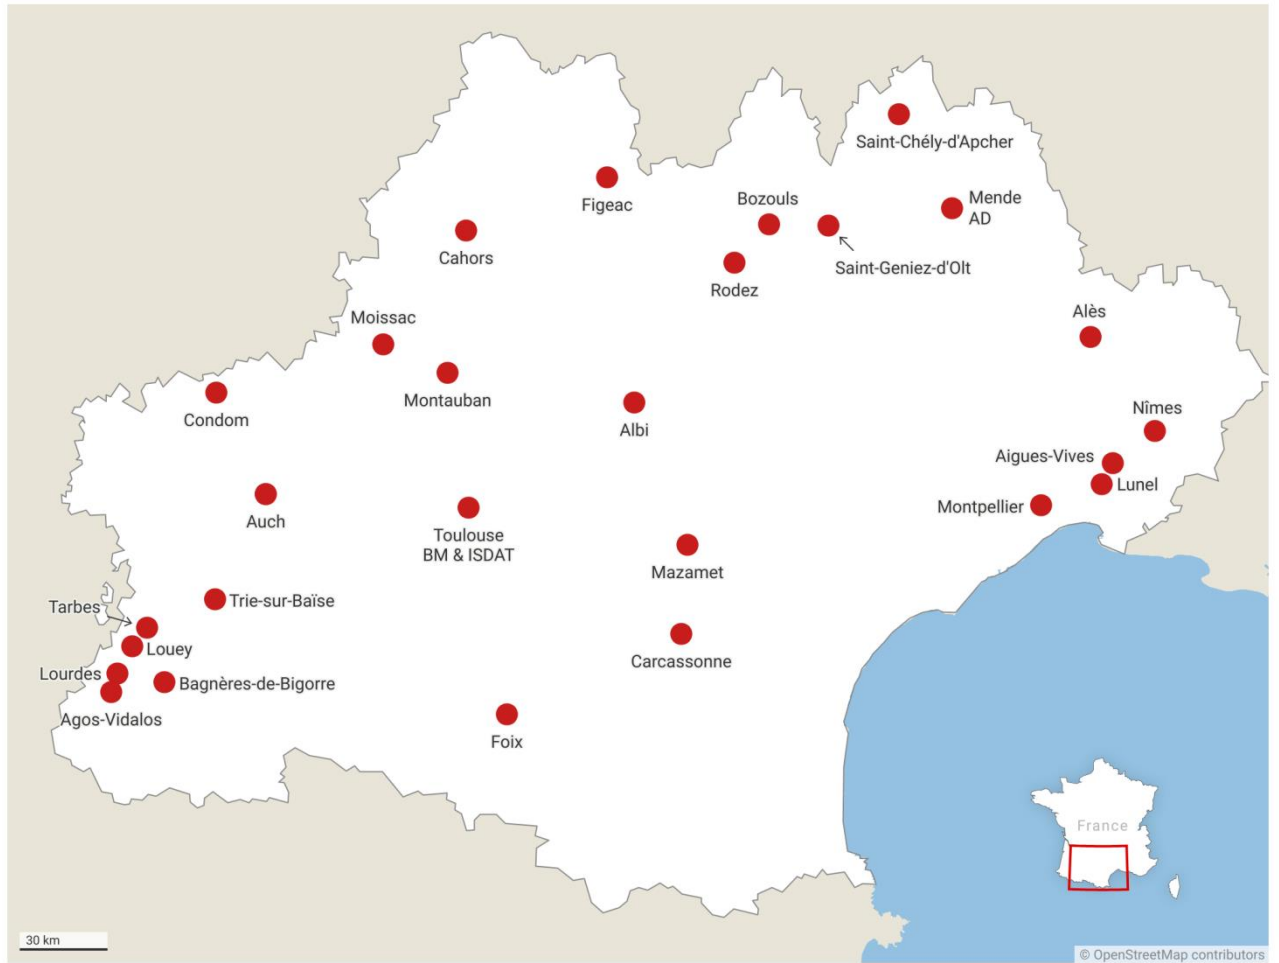 Saint-Chély-d'Apcher
Figeac
Bozouls
Mende
AD
Cahors
Saint-Geniez-d'Olt
Rodez
Moissac
Alès
Montauban
Condom
Albi
Nîmes
Aigues-Vives
Lunel
Montpellier
Auch
Toulouse
BM & ISDAT
Mazamet
Trie-sur-Baïse
Tarbes
Louey
Carcassonne
Lourdes
Bagnères-de-Bigorre
Agos-Vidalos
Foix
France
30 km
© OpenStreetMap contributors